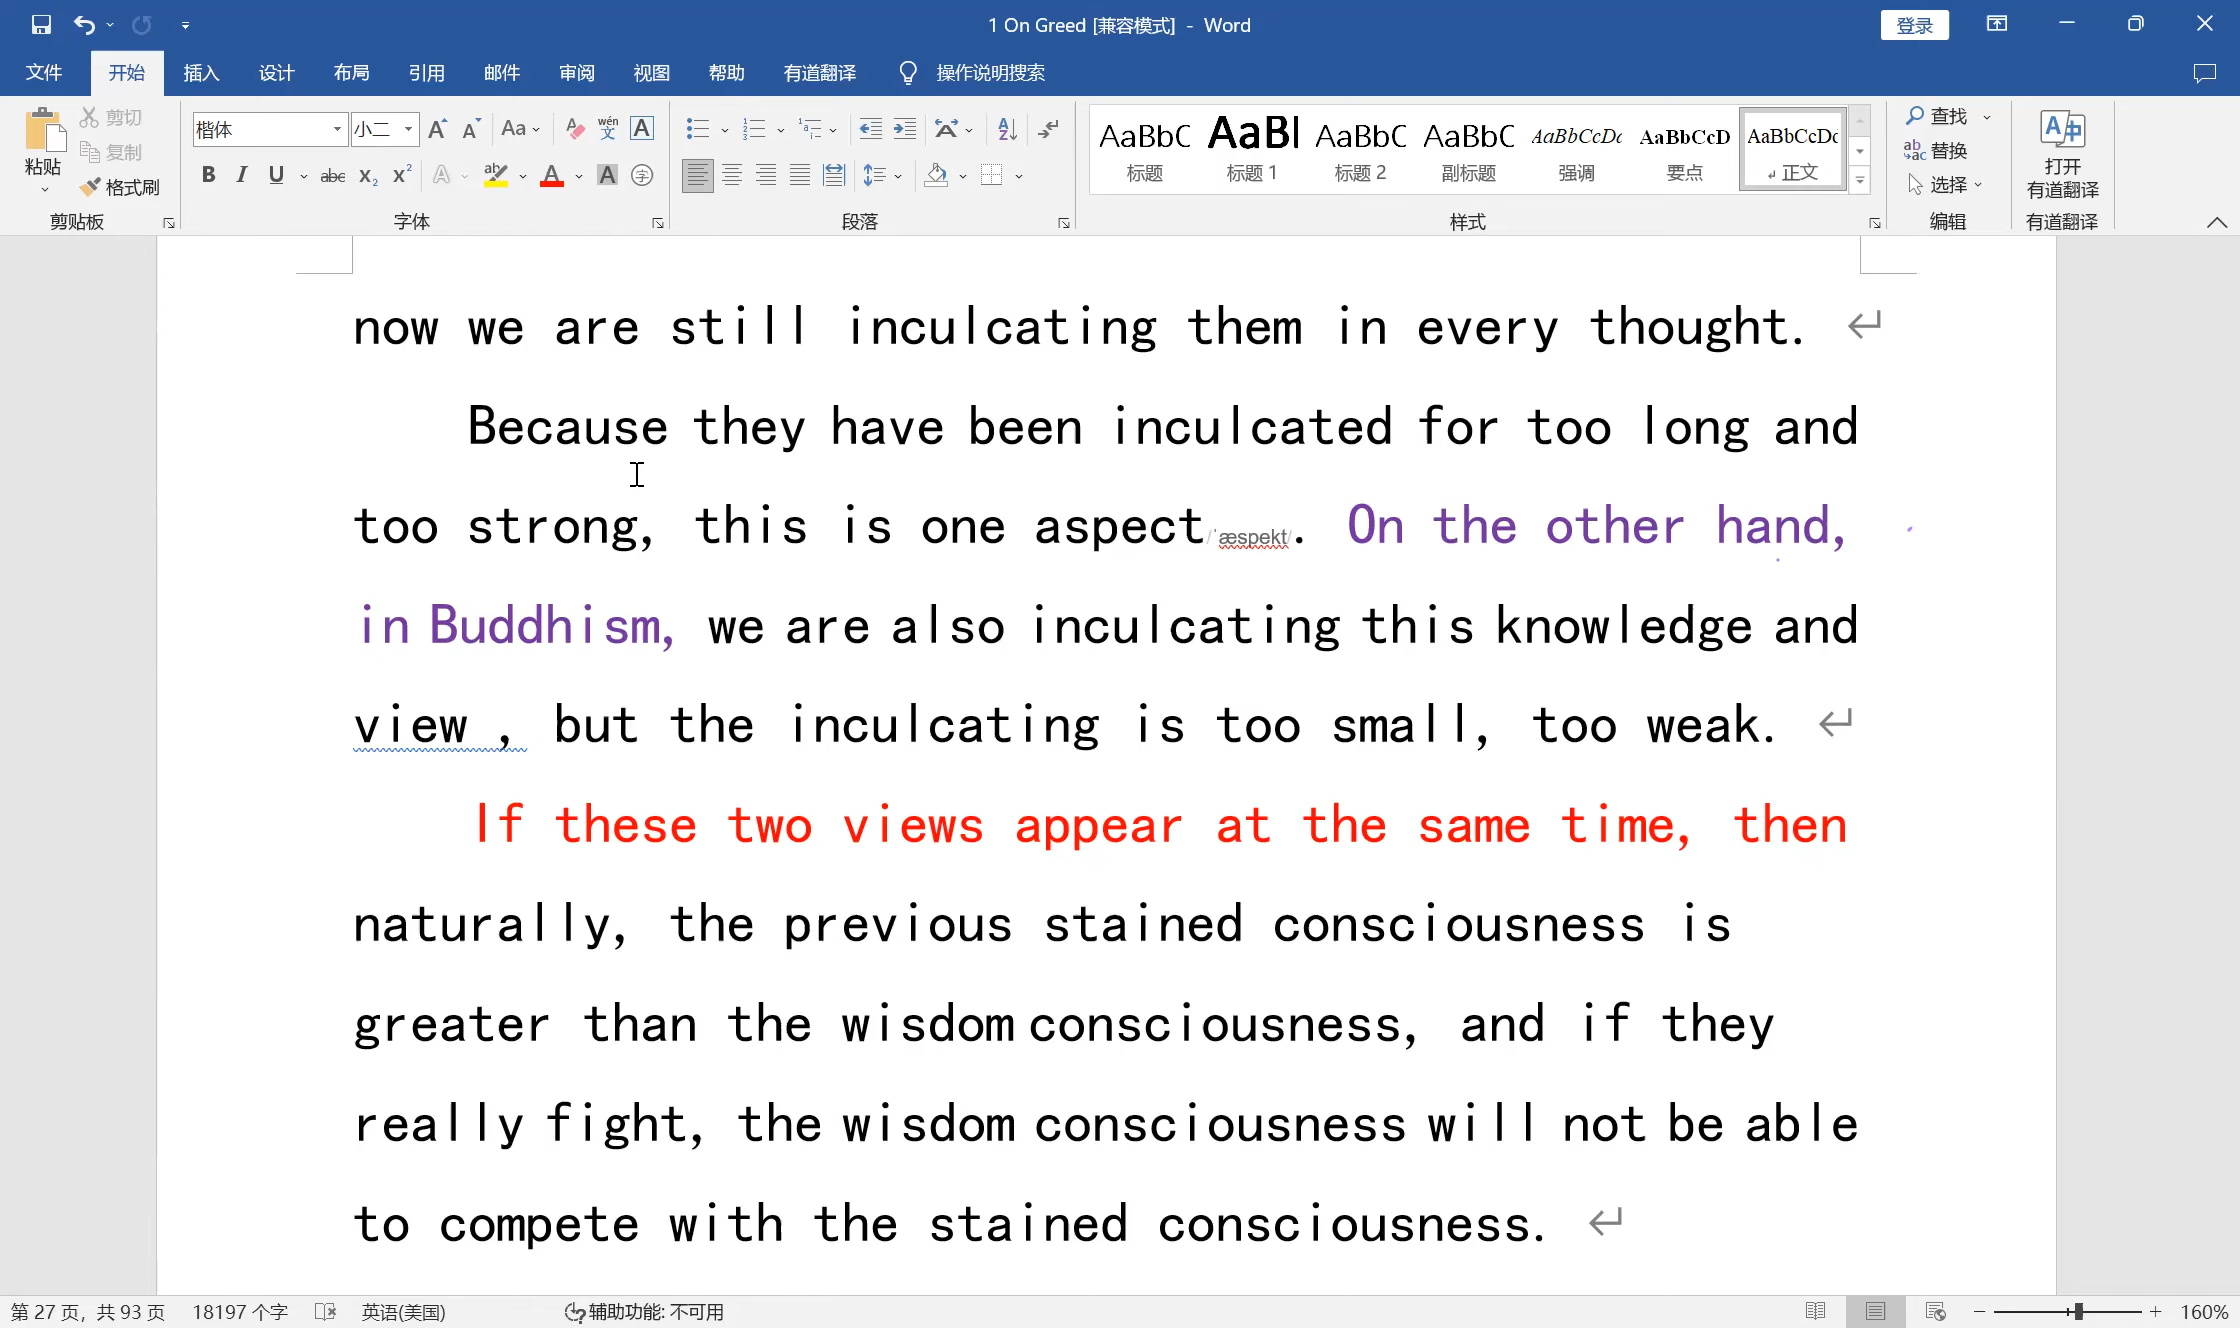 1 On Greed [兼容模式] - Word
登录
文件 开始 插入 设计 布局 引用 邮件 审阅 视图 帮助 有道翻译 操作说明搜索
粘贴 剪切 复制 格式刷
楷体 小二
AaBbC AaBl AaBbC AaBbC AaBbCcDc AaBbCcD AaBbCcDc
标题 标题 1 标题 2 副标题 强调 要点 正文
查找 替换 选择
打开 有道翻译
剪贴板 字体 段落 样式 编辑 有道翻译
now we are still inculcating them in every thought.
Because they have been inculcated for too long and
too strong, this is one aspect/ˈæspekt/. On the other hand,
in Buddhism, we are also inculcating this knowledge and
view , but the inculcating is too small, too weak.
If these two views appear at the same time, then
naturally, the previous stained consciousness is
greater than the wisdom consciousness, and if they
really fight, the wisdom consciousness will not be able
to compete with the stained consciousness.
第 27 页，共 93 页 18197 个字 英语(美国) 辅助功能: 不可用 160%